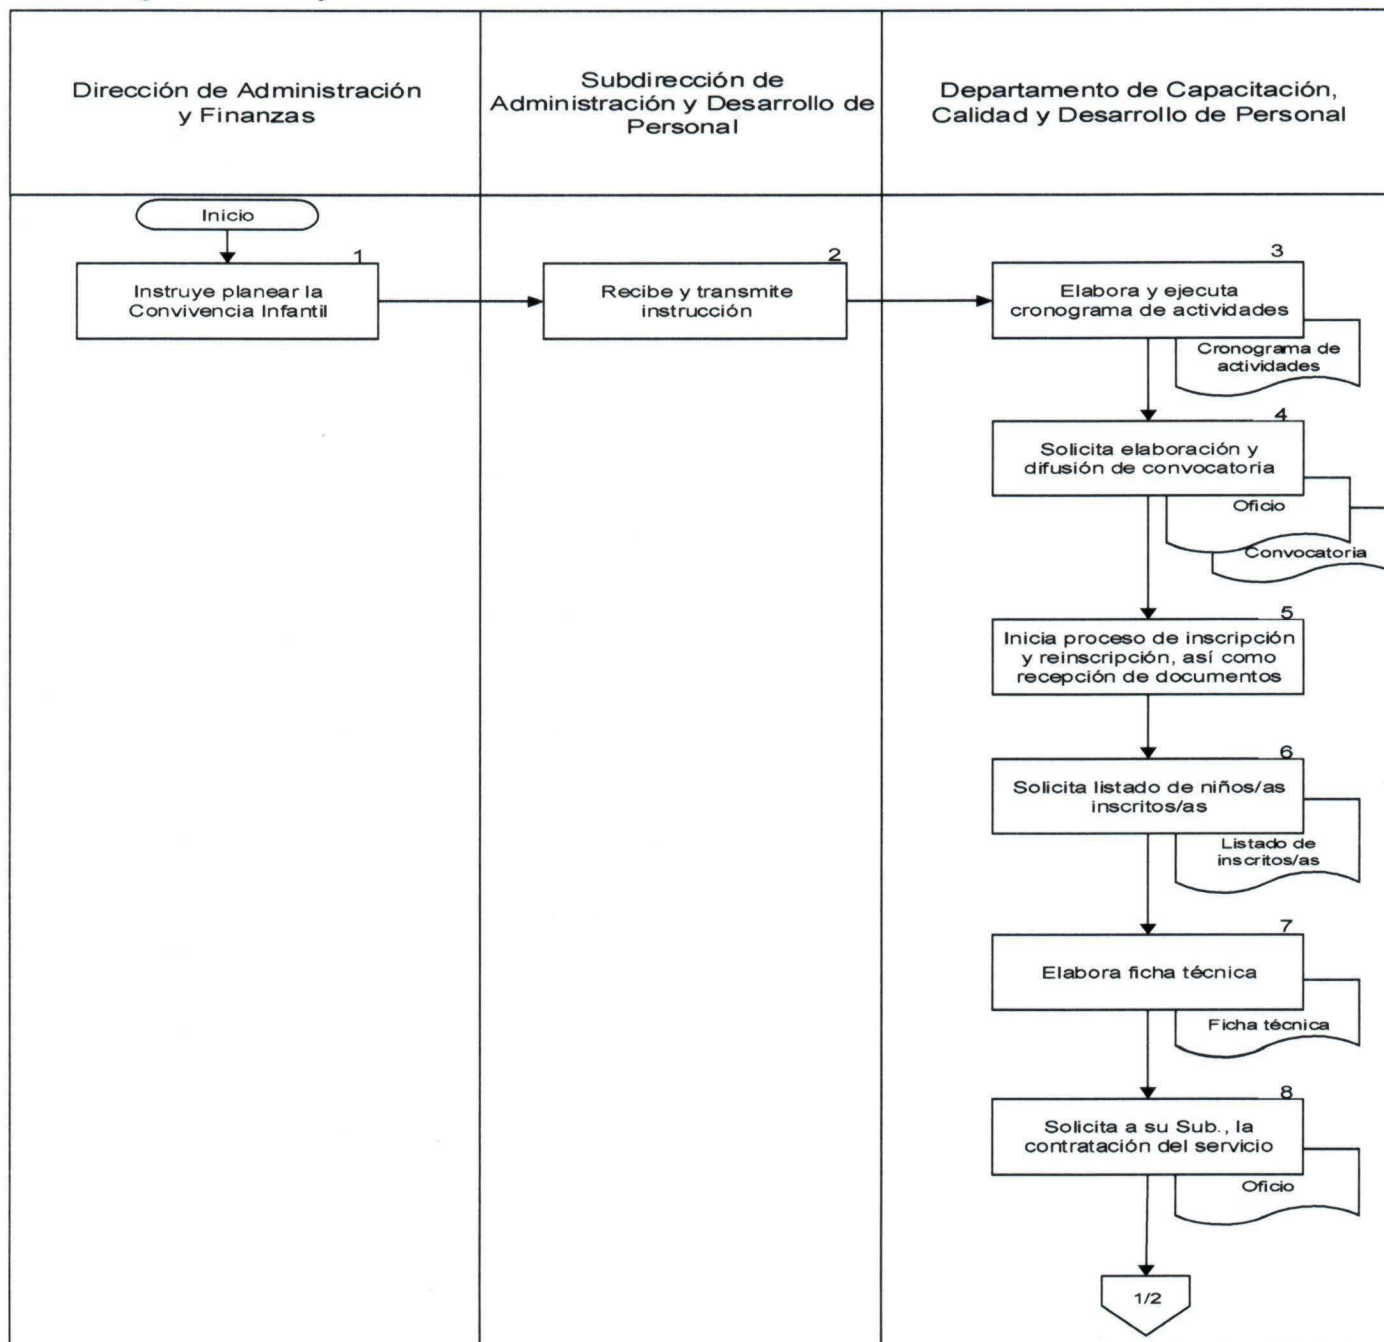 Dirección de Administración
y Finanzas
Subdirección de
Administración y Desarrollo de
Personal
Departamento de Capacitación,
Calidad y Desarrollo de Personal
Inicio
1
Instruye planear la
Convivencia Infantil
2
Recibe y transmite
instrucción
3
Elabora y ejecuta
cronograma de actividades
Cronograma de
actividades
4
Solicita elaboración y
difusión de convocatoria
Oficio
Convocatoria
5
Inicia proceso de inscripción
y reinscripción, así como
recepción de documentos
6
Solicita listado de niños/as
inscritos/as
Listado de
inscritos/as
7
Elabora ficha técnica
Ficha técnica
8
Solicita a su Sub., la
contratación del servicio
Oficio
1/2